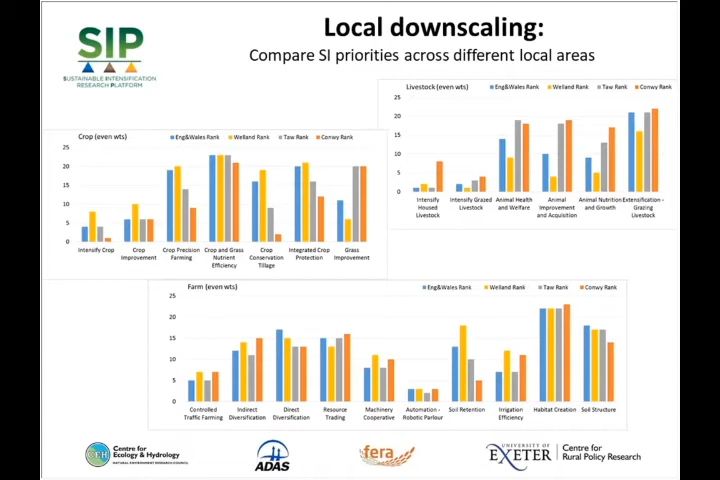 Local downscaling:
Compare SI priorities across different local areas
SIP
SUSTAINABLE INTENSIFICATION
RESEARCH PLATFORM
Livestock (even wts)
Eng&Wales Rank
Welland Rank
Taw Rank
Conwy Rank
25
20
15
10
5
0
Intensify Housed Livestock
Intensify Grazed Livestock
Animal Health and Welfare
Animal Improvement and Acquisition
Animal Nutrition and Growth
Extensification - Grazing Livestock
Crop (even wts)
Eng&Wales Rank
Welland Rank
Taw Rank
Conwy Rank
25
20
15
10
5
0
Intensify Crop
Crop Improvement
Crop Precision Farming
Crop and Grass Nutrient Efficiency
Crop Conservation Tillage
Integrated Crop Protection
Grass Improvement
Farm (even wts)
Eng&Wales Rank
Welland Rank
Taw Rank
Conwy Rank
25
20
15
10
5
0
Controlled Traffic Farming
Indirect Diversification
Direct Diversification
Resource Trading
Machinery Cooperative
Automation - Robotic Parlour
Soil Retention
Irrigation Efficiency
Habitat Creation
Soil Structure
CEH
Centre for
Ecology & Hydrology
NATURAL ENVIRONMENT RESEARCH COUNCIL
ADAS
fera
UNIVERSITY OF
EXETER
Centre for
Rural Policy Research